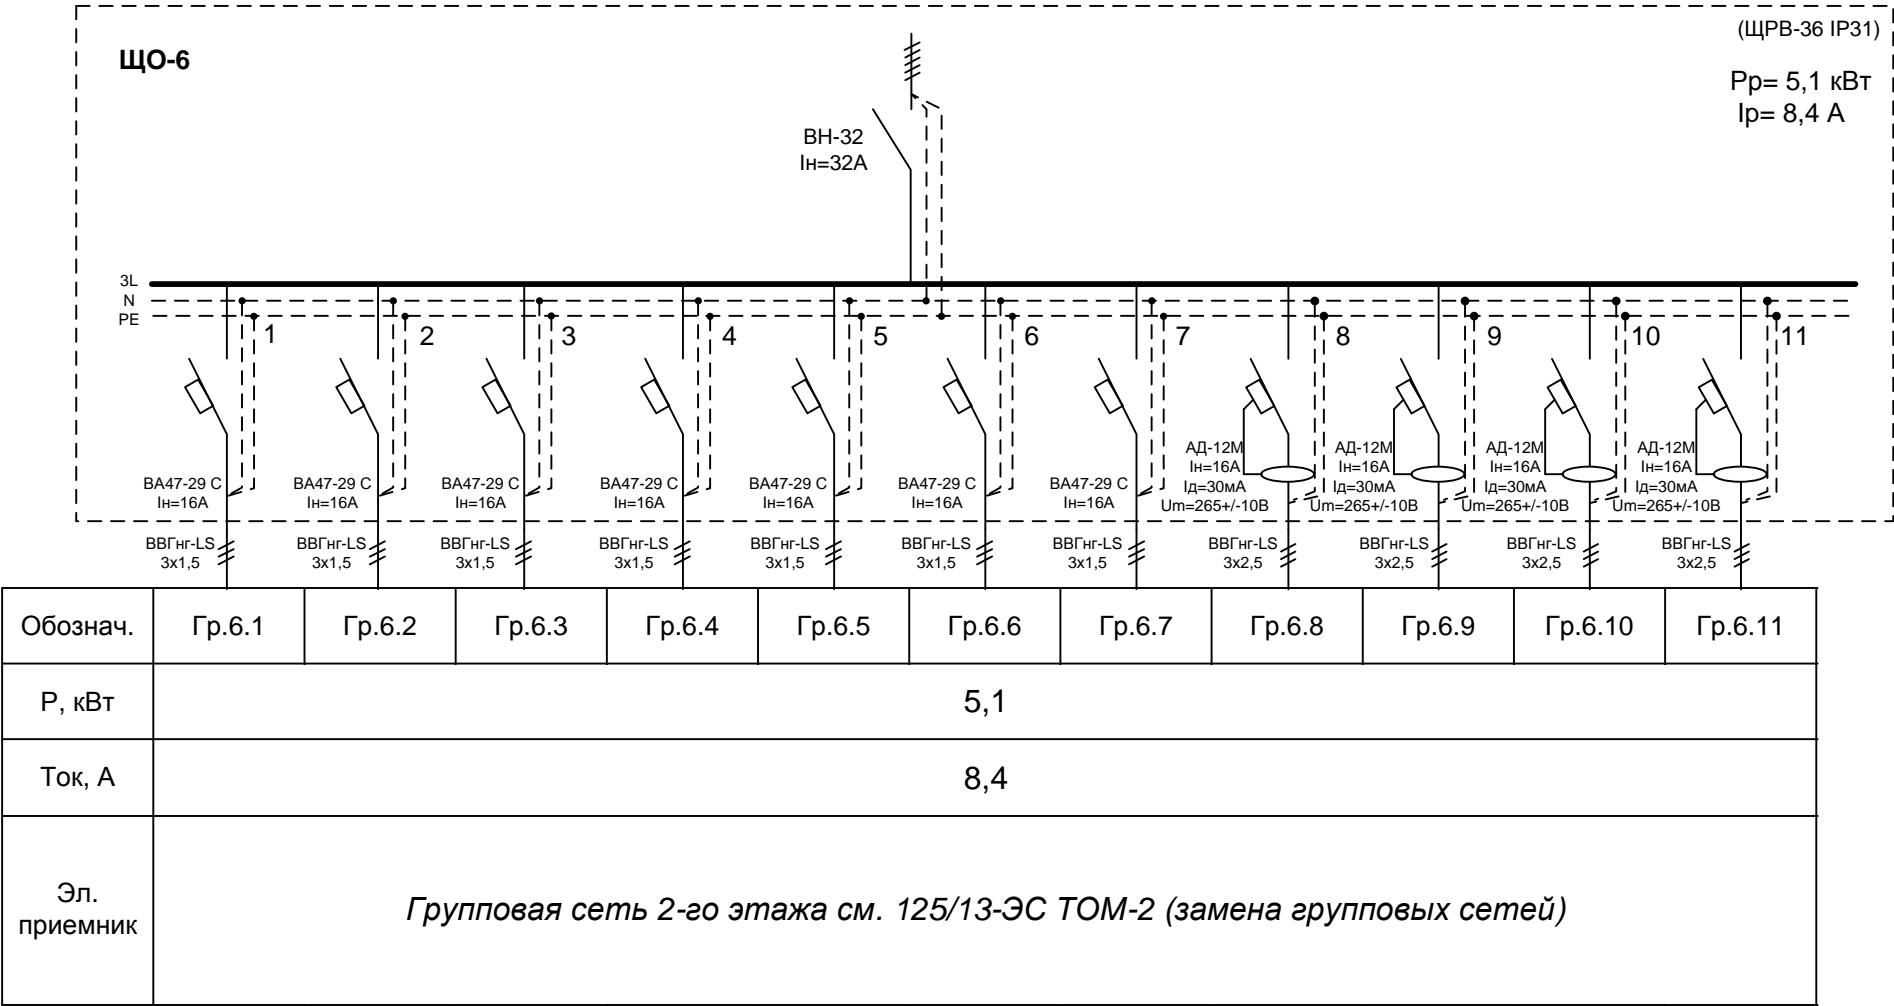 ЩО-6
(ЩРВ-36 IP31)
Рр= 5,1 кВт
Iр= 8,4 А
ВН-32
Iн=32А
3L
N
PE
1
2
3
4
5
6
7
8
9
10
11
ВА47-29 С
Iн=16А
ВА47-29 С
Iн=16А
ВА47-29 С
Iн=16А
ВА47-29 С
Iн=16А
ВА47-29 С
Iн=16А
ВА47-29 С
Iн=16А
ВА47-29 С
Iн=16А
АД-12М
Iн=16А
Iд=30мА
Um=265+/-10В
АД-12М
Iн=16А
Iд=30мА
Um=265+/-10В
АД-12М
Iн=16А
Iд=30мА
Um=265+/-10В
АД-12М
Iн=16А
Iд=30мА
Um=265+/-10В
ВВГнг-LS
3х1,5
ВВГнг-LS
3х1,5
ВВГнг-LS
3х1,5
ВВГнг-LS
3х1,5
ВВГнг-LS
3х1,5
ВВГнг-LS
3х1,5
ВВГнг-LS
3х1,5
ВВГнг-LS
3х2,5
ВВГнг-LS
3х2,5
ВВГнг-LS
3х2,5
ВВГнг-LS
3х2,5
Обознач. Гр.6.1 Гр.6.2 Гр.6.3 Гр.6.4 Гр.6.5 Гр.6.6 Гр.6.7 Гр.6.8 Гр.6.9 Гр.6.10 Гр.6.11
Р, кВт 5,1
Ток, А 8,4
Эл.
приемник
Групповая сеть 2-го этажа см. 125/13-ЭС ТОМ-2 (замена групповых сетей)